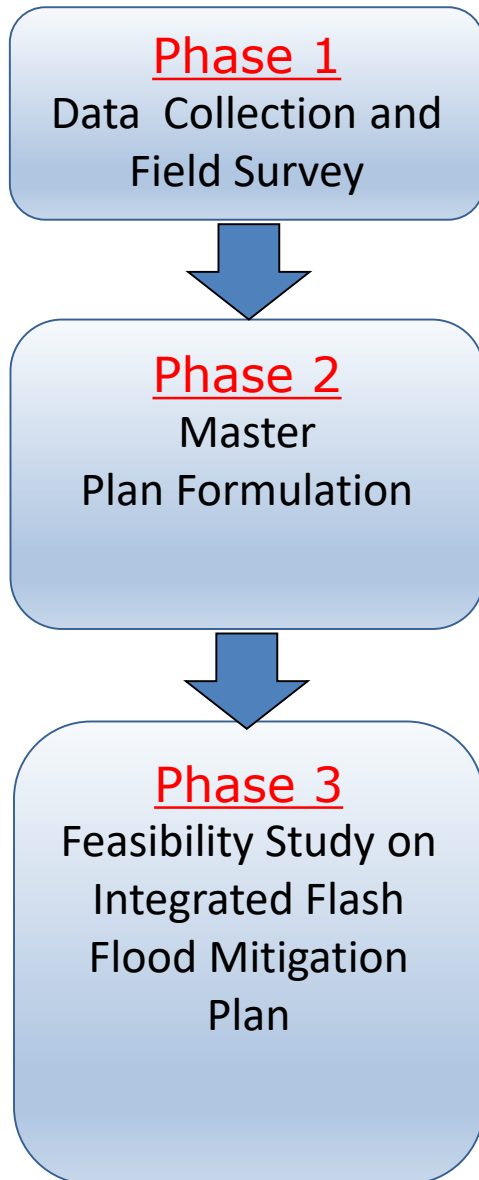 Phase 1
Data  Collection and
Field Survey
Phase 2
Master
Plan Formulation
Phase 3
Feasibility Study on
Integrated Flash
Flood Mitigation
Plan